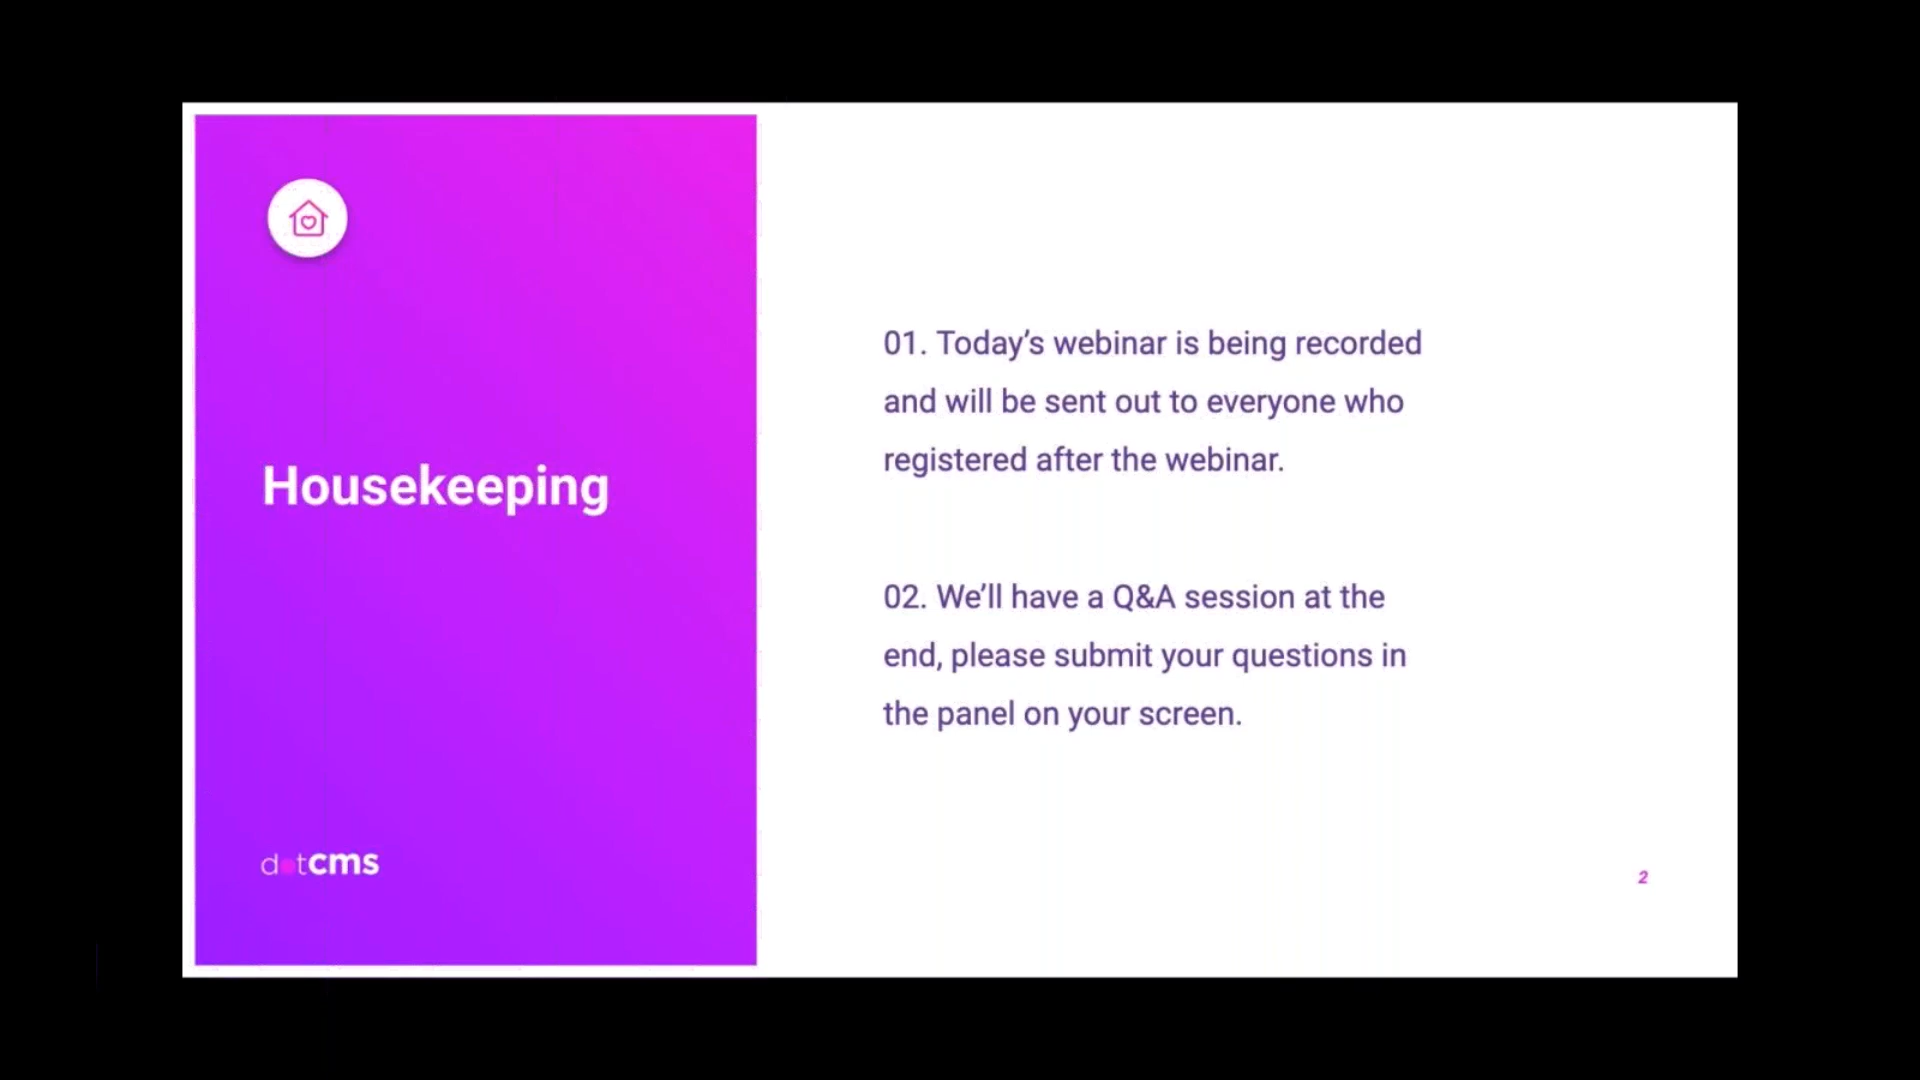 Housekeeping
dotcms
01. Today’s webinar is being recorded
and will be sent out to everyone who
registered after the webinar.
02. We’ll have a Q&A session at the
end, please submit your questions in
the panel on your screen.
2